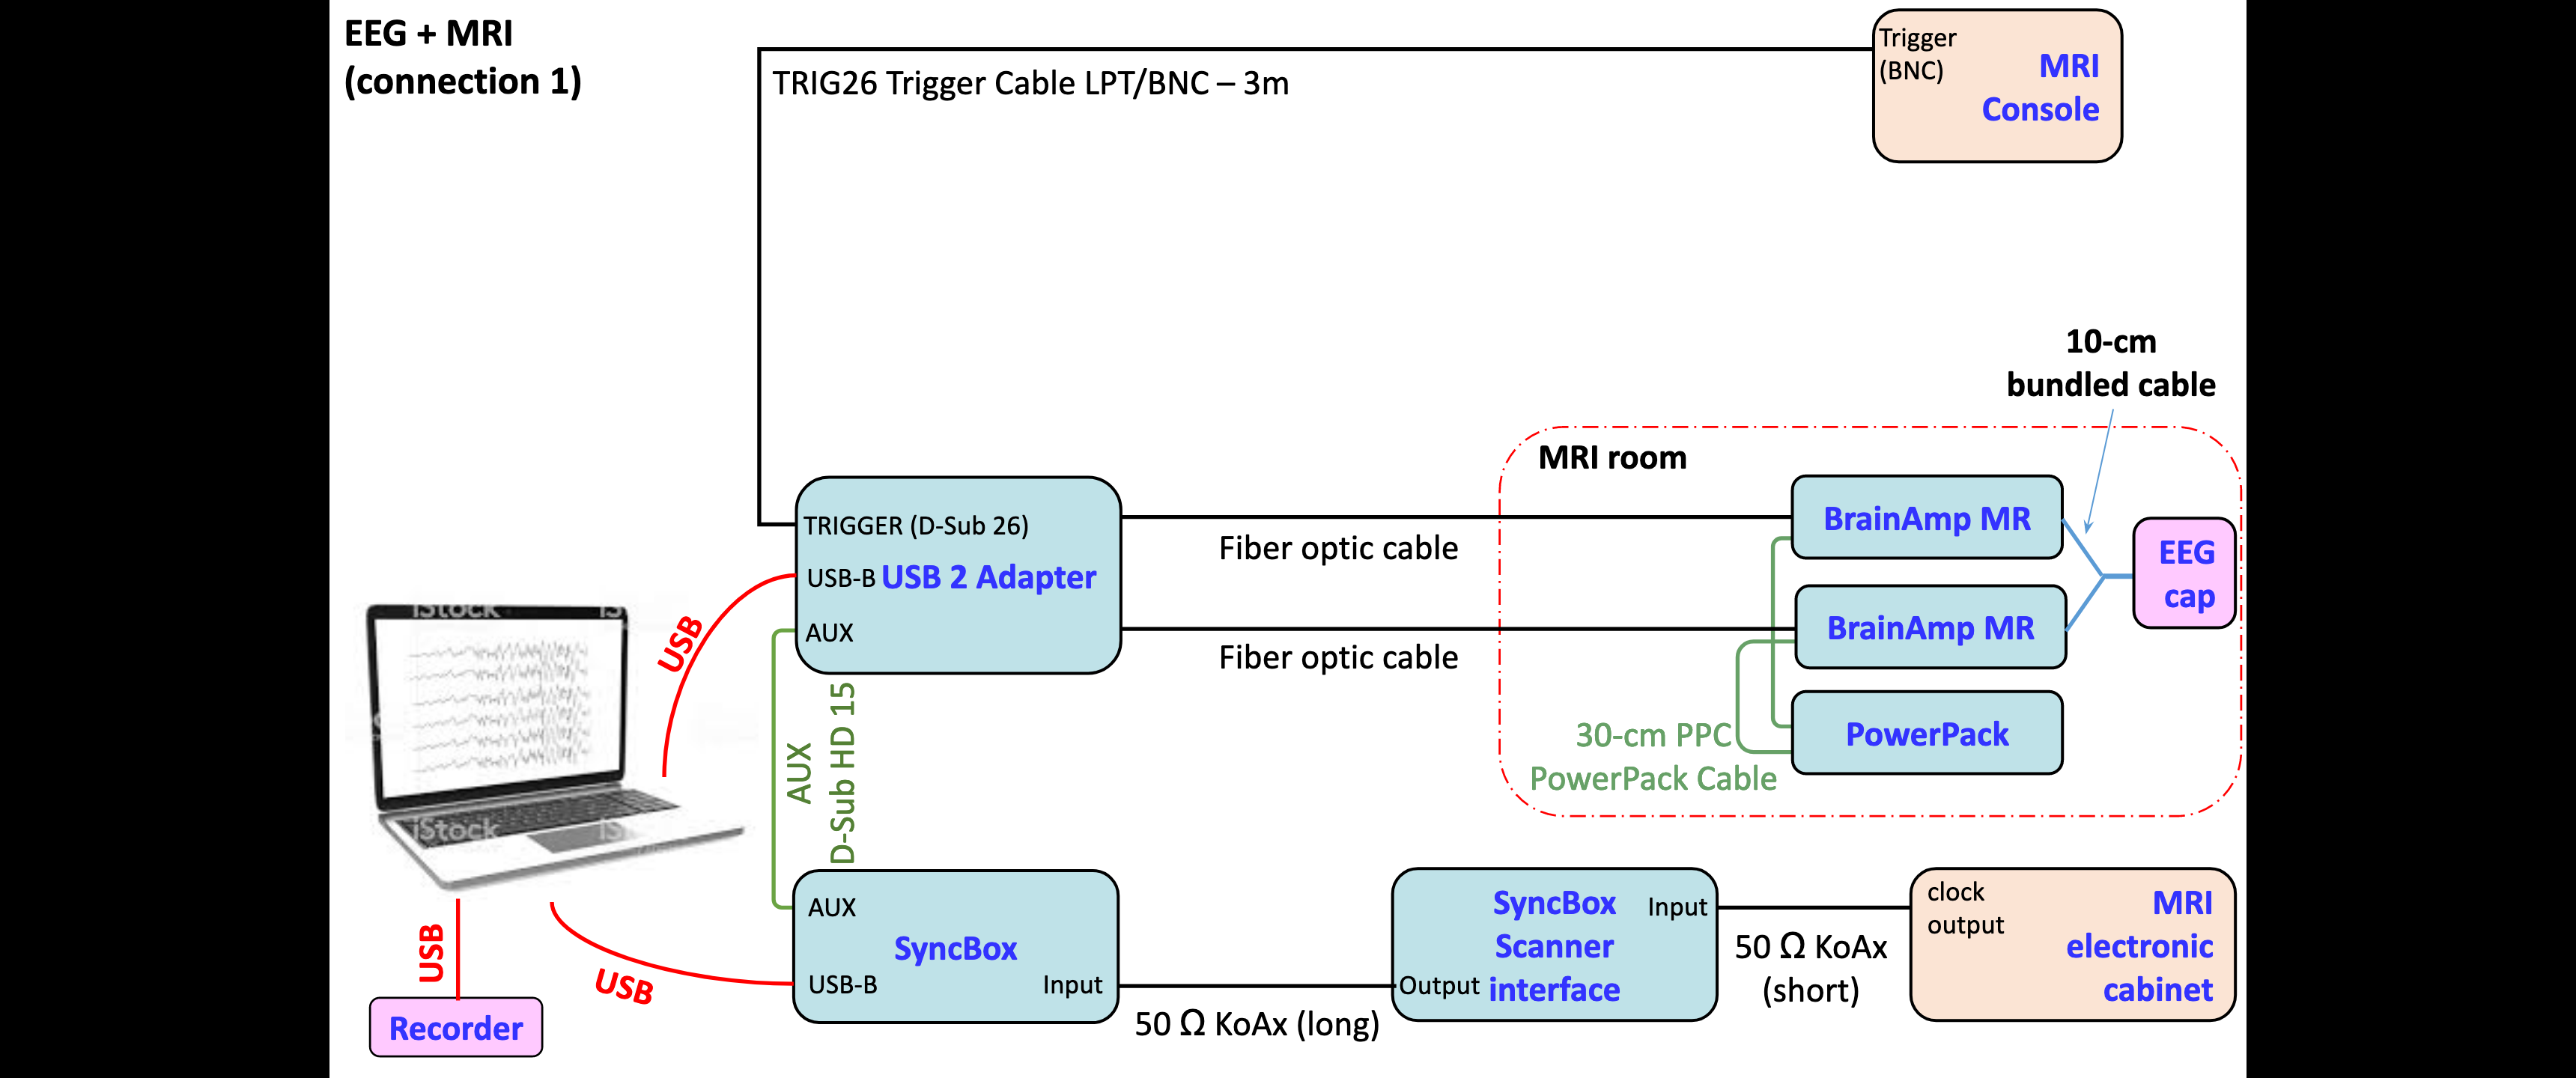 EEG + MRI
(connection 1)
Trigger
(BNC)
MRI
Console
TRIG26 Trigger Cable LPT/BNC – 3m
10-cm
bundled cable
MRI room
TRIGGER (D-Sub 26)
USB-B USB 2 Adapter
AUX
Fiber optic cable
Fiber optic cable
BrainAmp MR
BrainAmp MR
PowerPack
EEG
cap
30-cm PPC
PowerPack Cable
USB
AUX
D-Sub HD 15
iStock
iStock
AUX
SyncBox
USB-B
Input
50 Ω KoAx (long)
SyncBox
Scanner
interface
Input
Output
50 Ω KoAx
(short)
clock
output
MRI
electronic
cabinet
USB
USB
Recorder